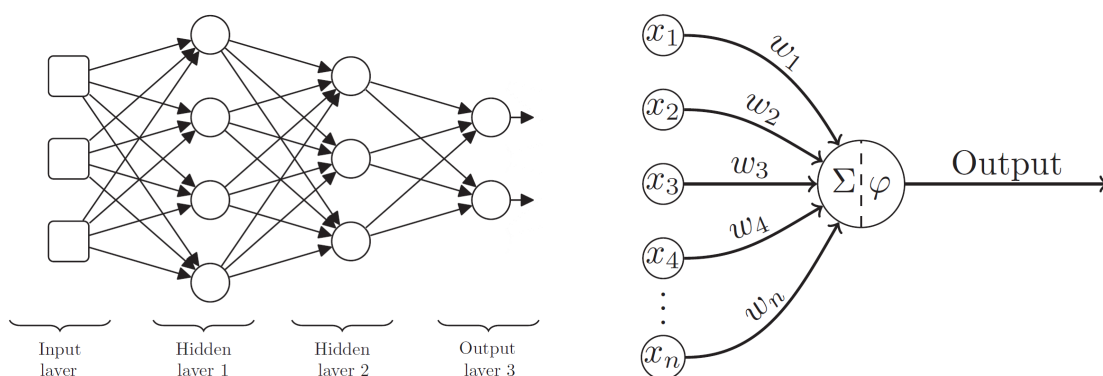 Input
layer
Hidden
layer 1
Hidden
layer 2
Output
layer 3
x₁
x₂
x₃
x₄
⋮
xₙ
w₁
w₂
w₃
w₄
wₙ
Σ φ
Output